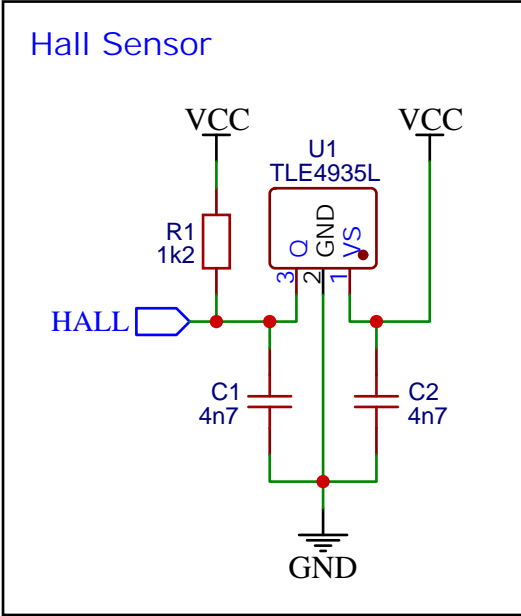 Hall Sensor
VCC
VCC
U1
TLE4935L
R1
1k2
Q
GND
VS
3
2
1
HALL
C1
4n7
C2
4n7
GND